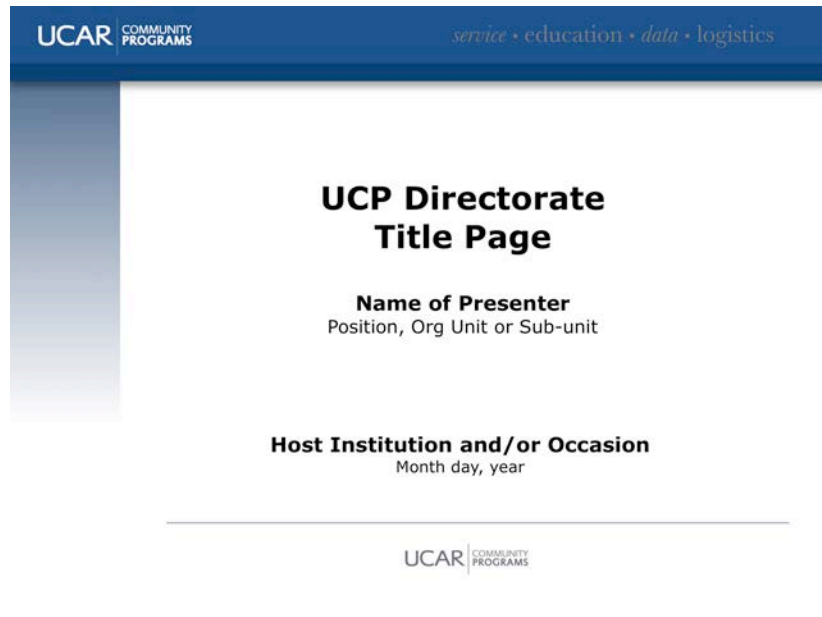 UCAR COMMUNITY PROGRAMS
service • education • data • logistics
UCP Directorate
Title Page
Name of Presenter
Position, Org Unit or Sub-unit
Host Institution and/or Occasion
Month day, year
UCAR COMMUNITY PROGRAMS